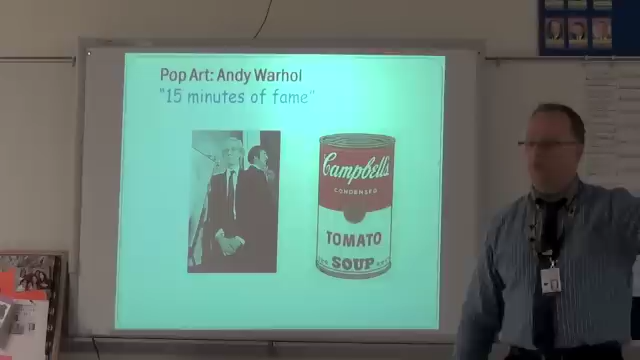 Pop Art: Andy Warhol
"15 minutes of fame"
Campbell's
CONDENSED
TOMATO
SOUP